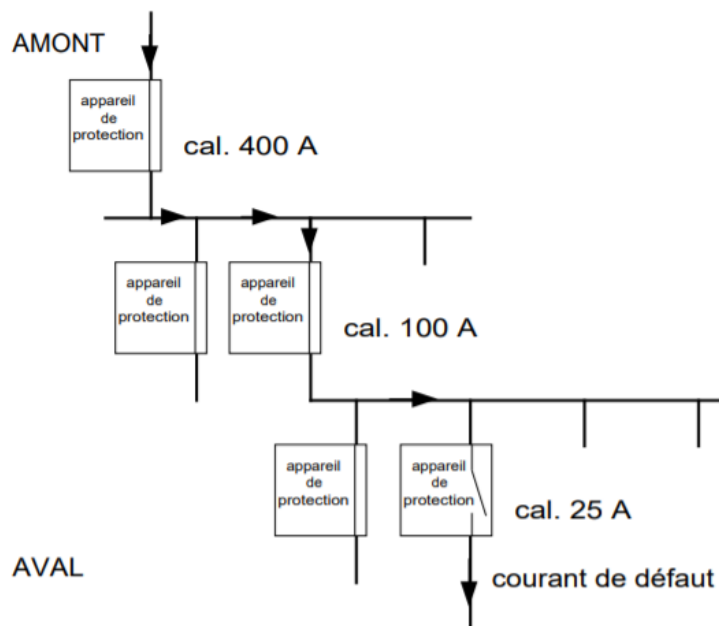 AMONT
appareil
de
protection
cal. 400 A
appareil
de
protection
appareil
de
protection
cal. 100 A
appareil
de
protection
appareil
de
protection
cal. 25 A
AVAL
courant de défaut